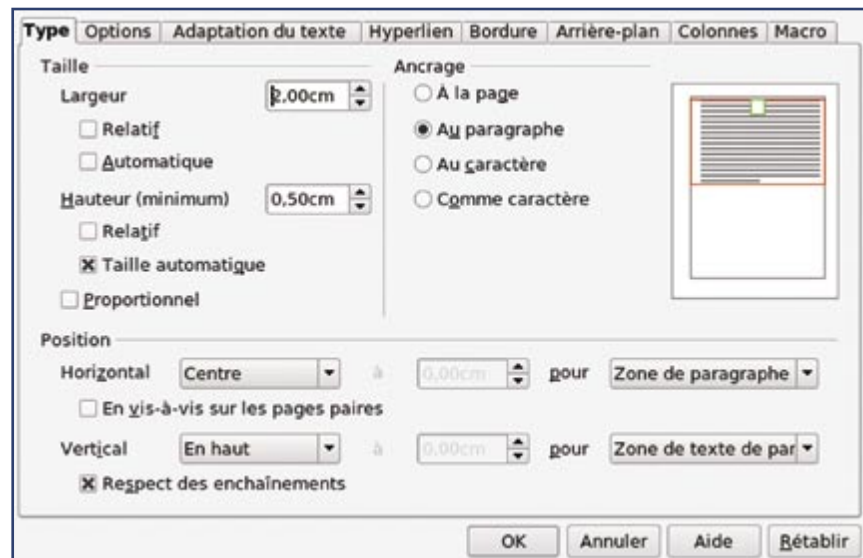 Type Options Adaptation du texte Hyperlien Bordure Arrière-plan Colonnes Macro
Taille
Largeur 2,00cm
Relatif
Automatique
Hauteur (minimum) 0,50cm
Relatif
Taille automatique
Proportionnel
Ancrage
À la page
Au paragraphe
Au caractère
Comme caractère
Position
Horizontal Centre à 0,00cm pour Zone de paragraphe
En vis-à-vis sur les pages paires
Vertical En haut à 0,00cm pour Zone de texte de par
Respect des enchaînements
OK Annuler Aide Rétablir